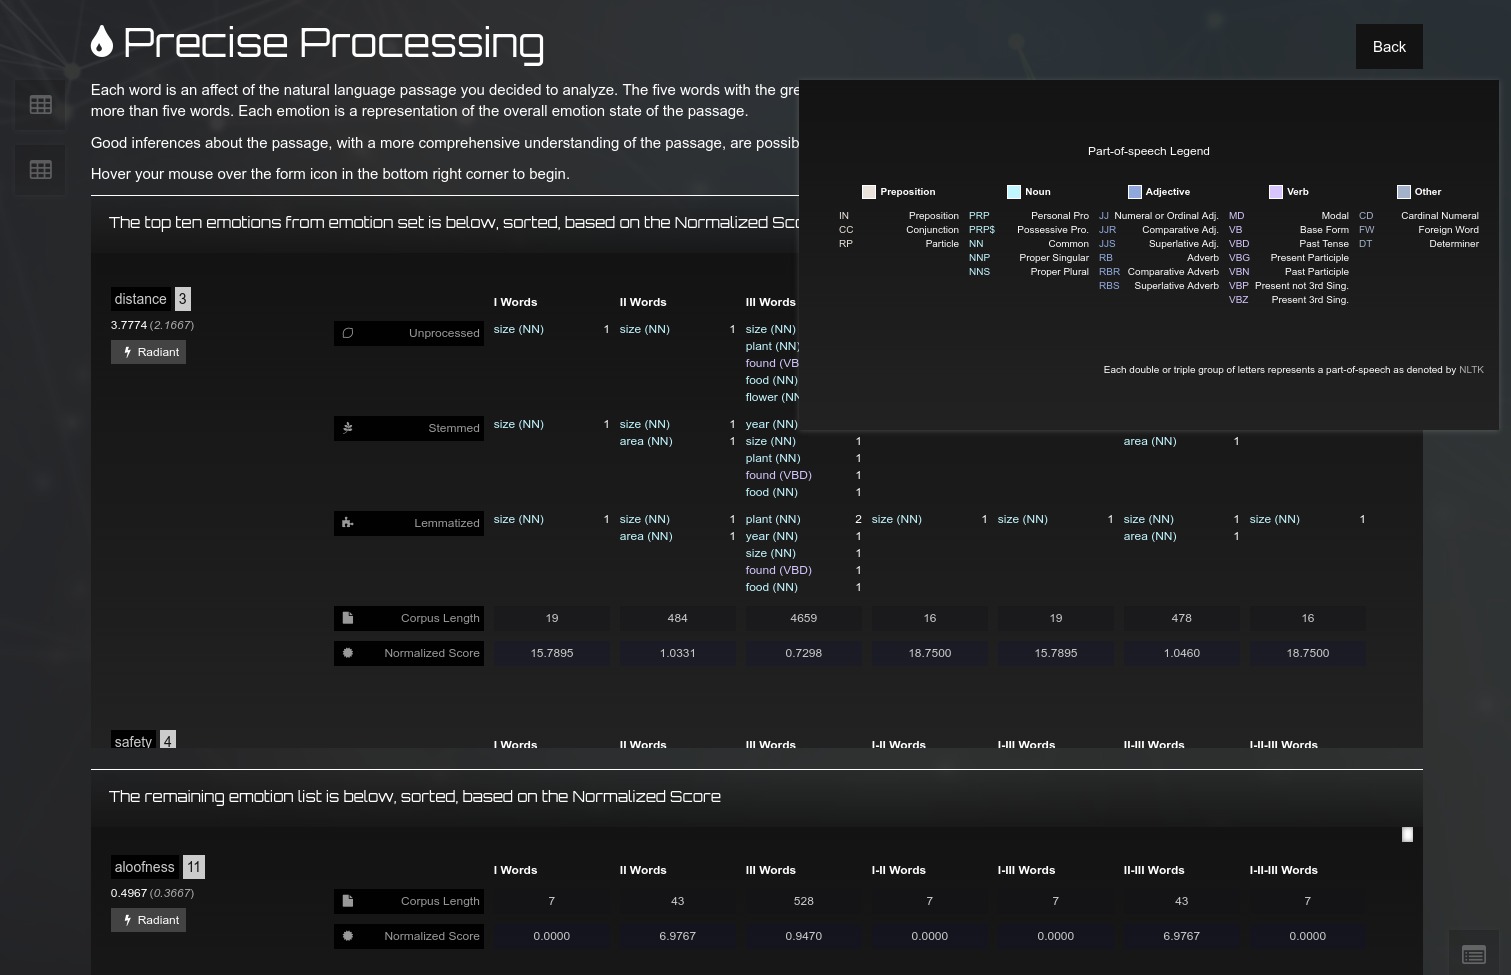 Precise Processing
Back
Each word is an affect of the natural language passage you decided to analyze. The five words with the gre
more than five words. Each emotion is a representation of the overall emotion state of the passage.
Good inferences about the passage, with a more comprehensive understanding of the passage, are possib
Hover your mouse over the form icon in the bottom right corner to begin.
Part-of-speech Legend
Preposition Noun Adjective Verb Other
IN Preposition PRP Personal Pro JJ Numeral or Ordinal Adj. MD Modal CD Cardinal Numeral
CC Conjunction PRP$ Possessive Pro. JJR Comparative Adj. VB Base Form FW Foreign Word
RP Particle NN Common JJS Superlative Adj. VBD Past Tense DT Determiner
NNP Proper Singular RB Adverb VBG Present Participle
NNS Proper Plural RBR Comparative Adverb VBN Past Participle
RBS Superlative Adverb VBP Present not 3rd Sing.
VBZ Present 3rd Sing.
Each double or triple group of letters represents a part-of-speech as denoted by NLTK
The top ten emotions from emotion set is below, sorted, based on the Normalized Sco
distance 3
3.7774 (2.1667)
Radiant
I Words II Words III Words
Unprocessed size (NN) 1 size (NN) 1 size (NN)
plant (NN)
found (VB
food (NN)
flower (NN
Stemmed size (NN) 1 size (NN) 1 year (NN)
area (NN) 1 size (NN) 1 area (NN) 1
plant (NN) 1
found (VBD) 1
food (NN) 1
Lemmatized size (NN) 1 size (NN) 1 plant (NN) 2 size (NN) 1 size (NN) 1 size (NN) 1 size (NN) 1
area (NN) 1 year (NN) 1 area (NN) 1
size (NN) 1
found (VBD) 1
food (NN) 1
Corpus Length 19 484 4659 16 19 478 16
Normalized Score 15.7895 1.0331 0.7298 18.7500 15.7895 1.0460 18.7500
safety 4
I Words II Words III Words I-II Words I-III Words II-III Words I-II-III Words
The remaining emotion list is below, sorted, based on the Normalized Score
aloofness 11
0.4967 (0.3667)
Radiant
I Words II Words III Words I-II Words I-III Words II-III Words I-II-III Words
Corpus Length 7 43 528 7 7 43 7
Normalized Score 0.0000 6.9767 0.9470 0.0000 0.0000 6.9767 0.0000